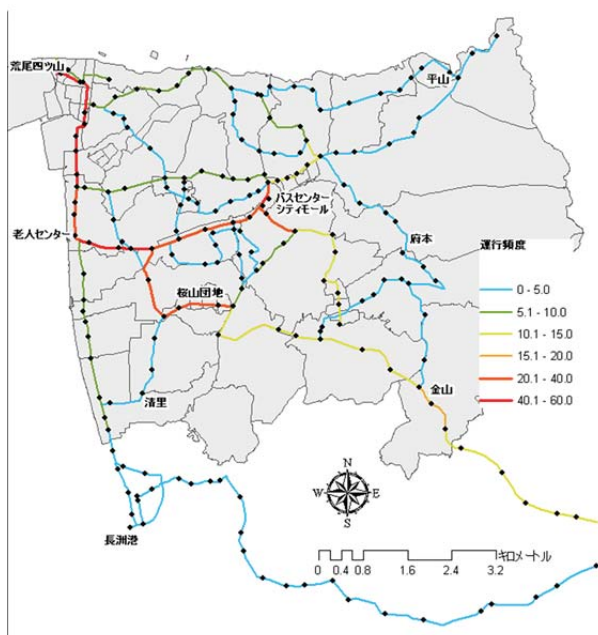 荒尾四ツ山
平山
バスセンター
シティモール
老人センター
府本
運行頻度
0 - 5.0
5.1 - 10.0
10.1 - 15.0
15.1 - 20.0
20.1 - 40.0
40.1 - 60.0
桜山団地
金山
清里
N
W
E
S
長洲港
キロメートル
0 0.4 0.8 1.6 2.4 3.2